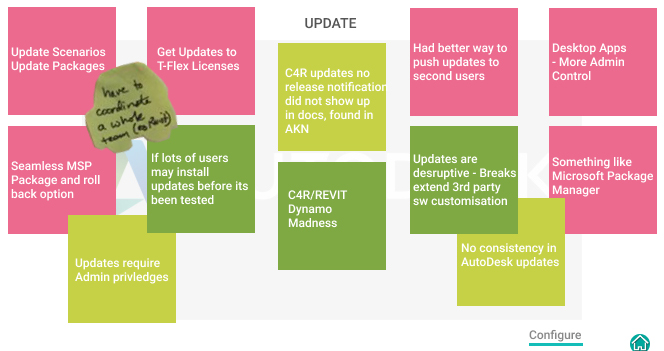 UPDATE
Update Scenarios
Update Packages
Get Updates to
T-Flex Licenses
C4R updates no
release notification
did not show up
in docs, found in
AKN
Had better way to
push updates to
second users
Desktop Apps
- More Admin
Control
have to
coordinate
a whole
team (eg Revit)
Seamless MSP
Package and roll
back option
If lots of users
may install
updates before its
been tested
C4R/REVIT
Dynamo
Madness
Updates are
desruptive - Breaks
extend 3rd party
sw customisation
Something like
Microsoft Package
Manager
Updates require
Admin privledges
No consistency in
AutoDesk updates
Configure